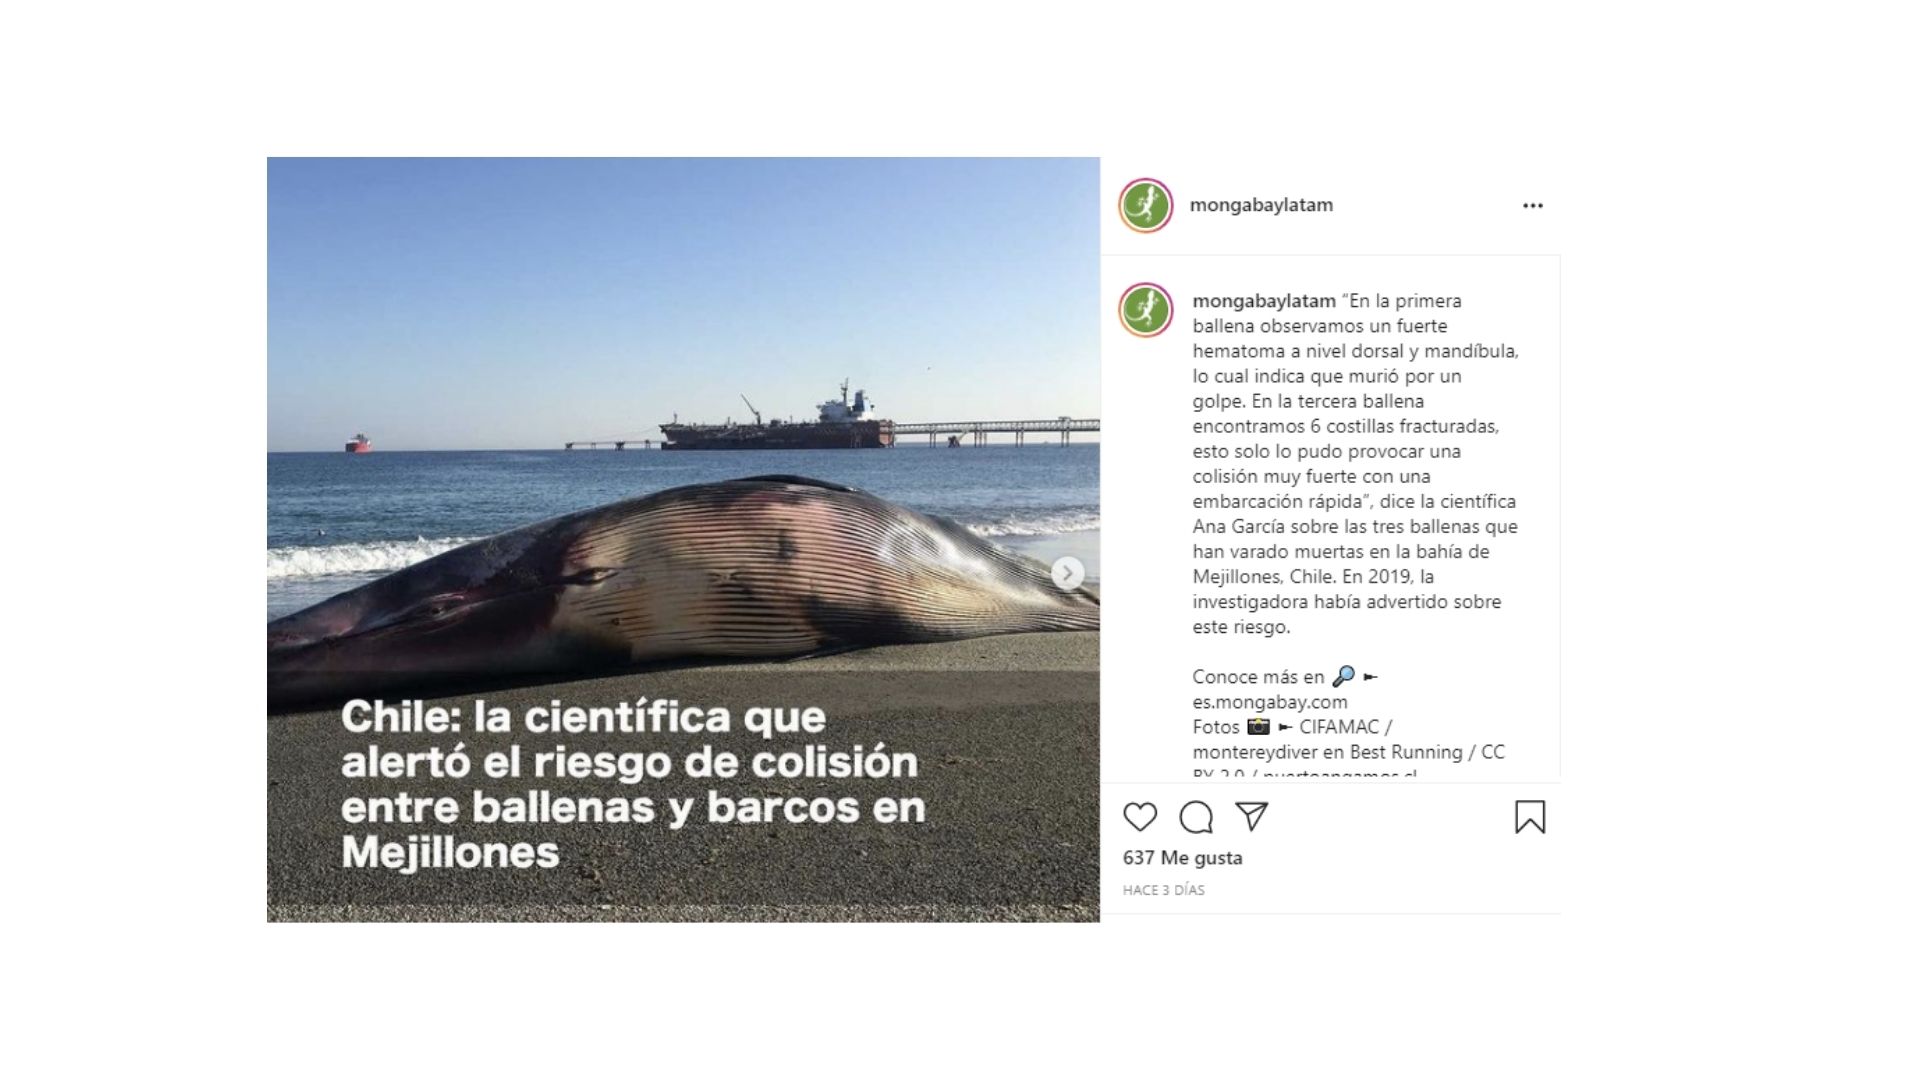 Chile: la científica que
alertó el riesgo de colisión
entre ballenas y barcos en
Mejillones
mongabaylatam
mongabaylatam “En la primera
ballena observamos un fuerte
hematoma a nivel dorsal y mandíbula,
lo cual indica que murió por un
golpe. En la tercera ballena
encontramos 6 costillas fracturadas,
esto solo lo pudo provocar una
colisión muy fuerte con una
embarcación rápida”, dice la científica
Ana García sobre las tres ballenas que
han varado muertas en la bahía de
Mejillones, Chile. En 2019, la
investigadora había advertido sobre
este riesgo.
Conoce más en 🔎 ►
es.mongabay.com
Fotos 📷 ► CIFAMAC /
montereydiver en Best Running / CC
BY 2.0 / puertoangamos.cl
637 Me gusta
HACE 3 DÍAS